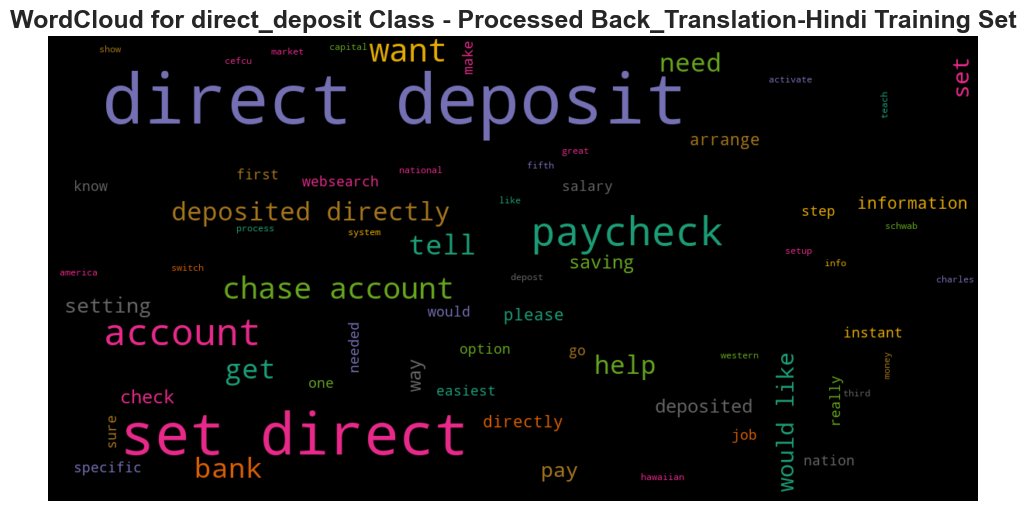 WordCloud for direct_deposit Class - Processed Back_Translation-Hindi Training Set
show
market
capital
want
make
cefcu
need
set
direct deposit
activate
teach
arrange
great
fifth
first
national
websearch
know
salary
like
information
step
deposited directly
process
system
tell
paycheck
schwab
setup
info
saving
america
switch
depost
charles
chase account
setting
would
please
account
needed
instant
option
go
western
get
way
help
would like
money
one
easiest
really
third
check
deposited
sure
set direct
directly
job
specific
bank
pay
hawaiian
nation